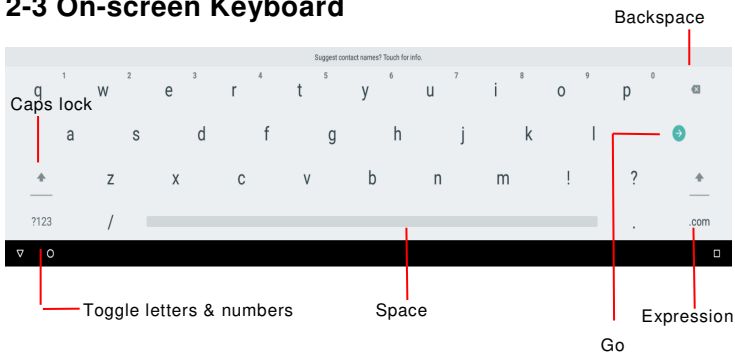 2-3 On-screen Keyboard
Backspace
Suggest contact names? Touch for info.
q 1 w 2 e 3 r 4 t 5 y 6 u 7 i 8 o 9 p 0
Caps lock
a s d f g h j k l
z x c v b n m ! ?
?123 / . .com
Toggle letters & numbers Space Expression
Go